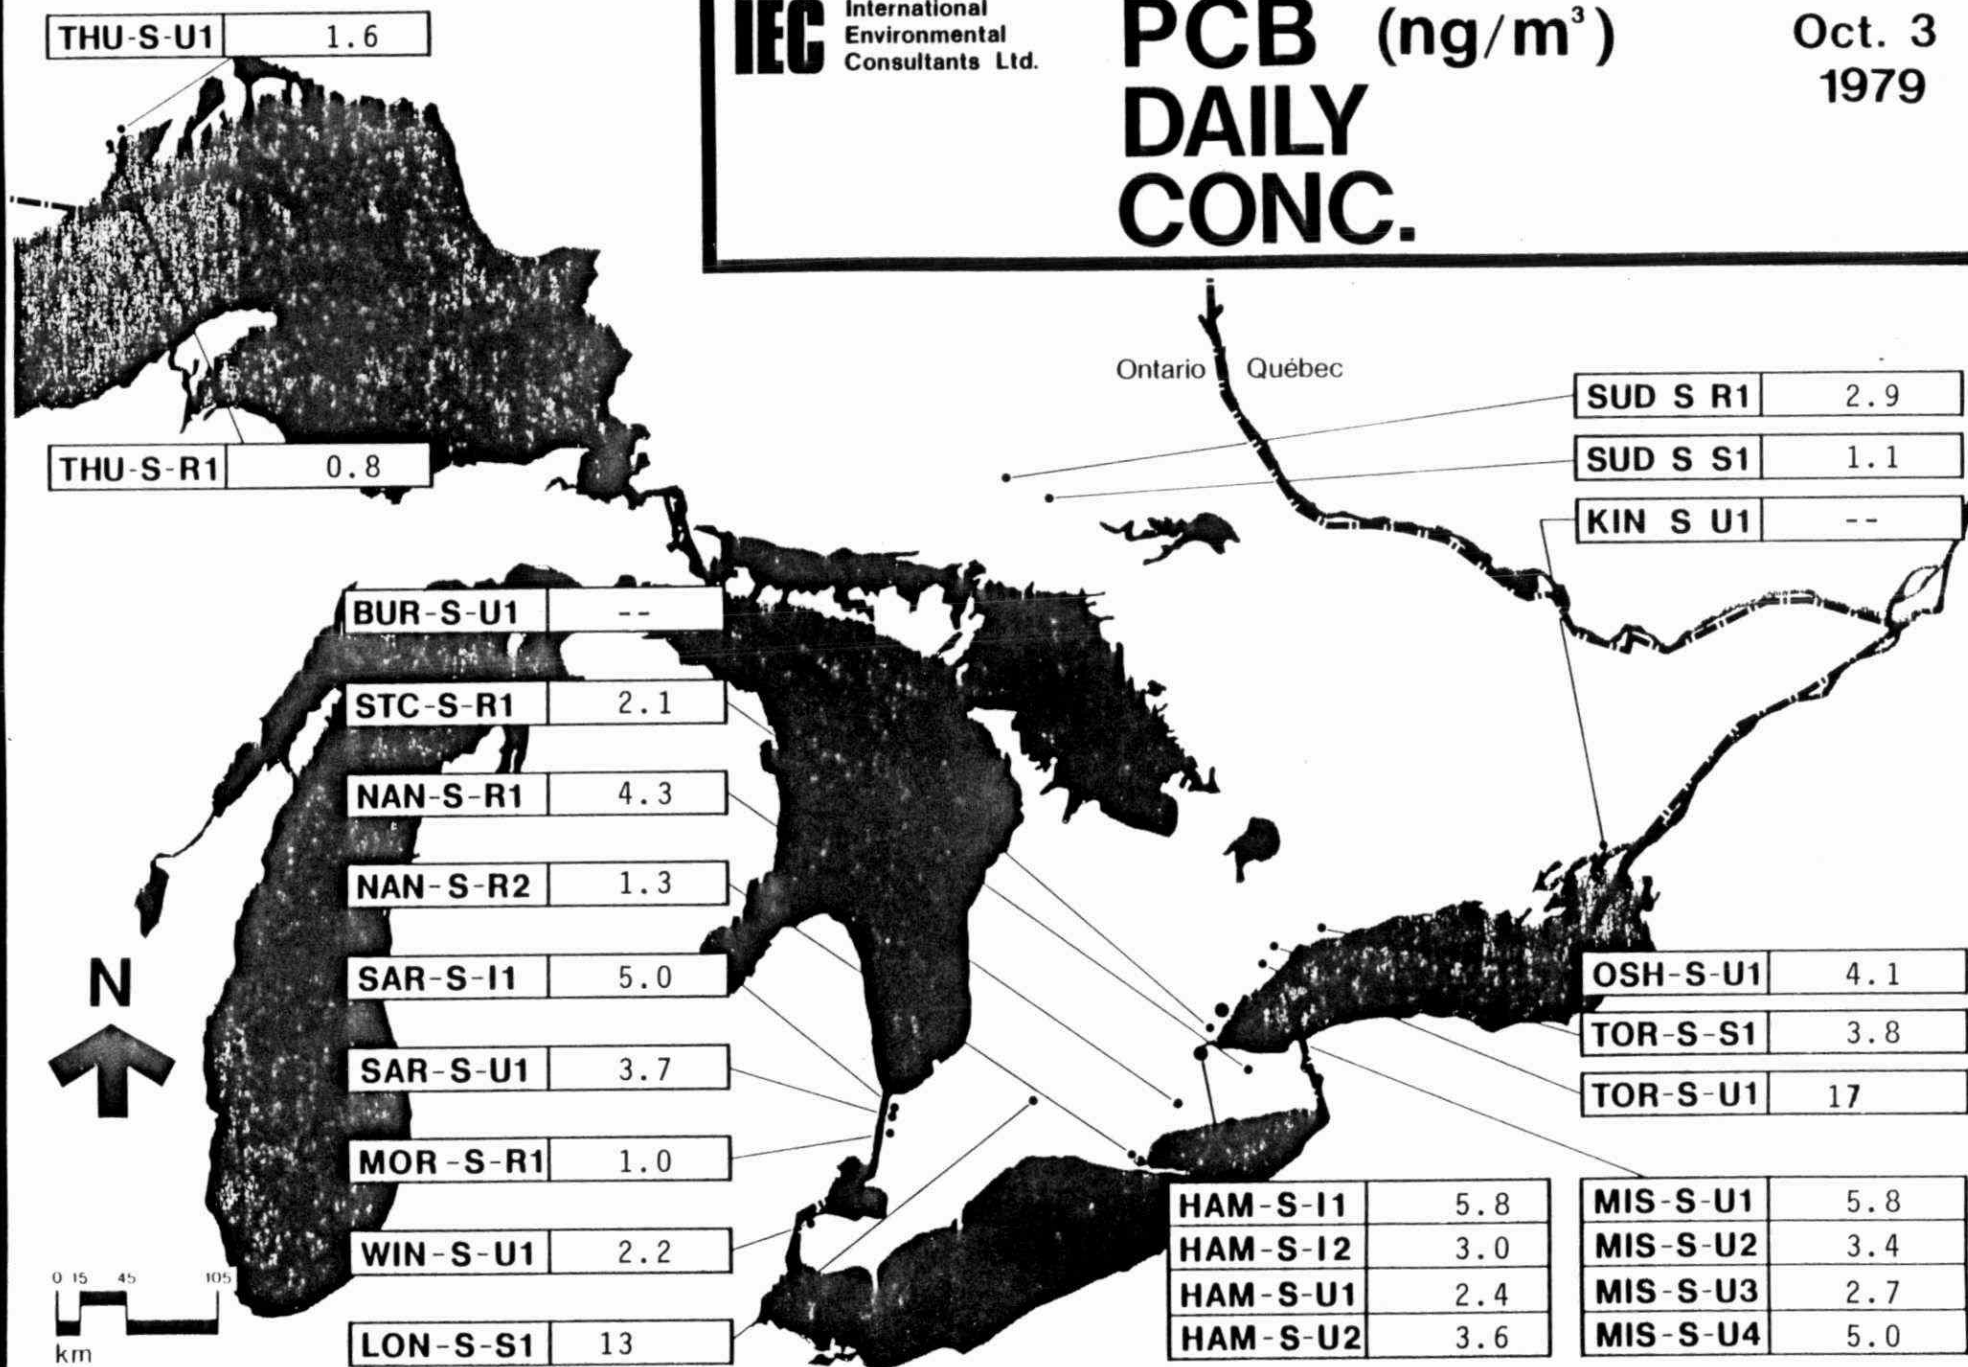 THU-S-U1 1.6
IEC International
Environmental
Consultants Ltd.
PCB (ng/m³)
DAILY
CONC.
Oct. 3
1979
THU-S-R1 0.8
Ontario Québec
SUD S R1 2.9
SUD S S1 1.1
KIN S U1 --
BUR-S-U1 --
STC-S-R1 2.1
NAN-S-R1 4.3
NAN-S-R2 1.3
SAR-S-I1 5.0
SAR-S-U1 3.7
MOR-S-R1 1.0
WIN-S-U1 2.2
LON-S-S1 13
N
0 15 45 105
km
OSH-S-U1 4.1
TOR-S-S1 3.8
TOR-S-U1 17
HAM-S-I1 5.8
HAM-S-I2 3.0
HAM-S-U1 2.4
HAM-S-U2 3.6
MIS-S-U1 5.8
MIS-S-U2 3.4
MIS-S-U3 2.7
MIS-S-U4 5.0